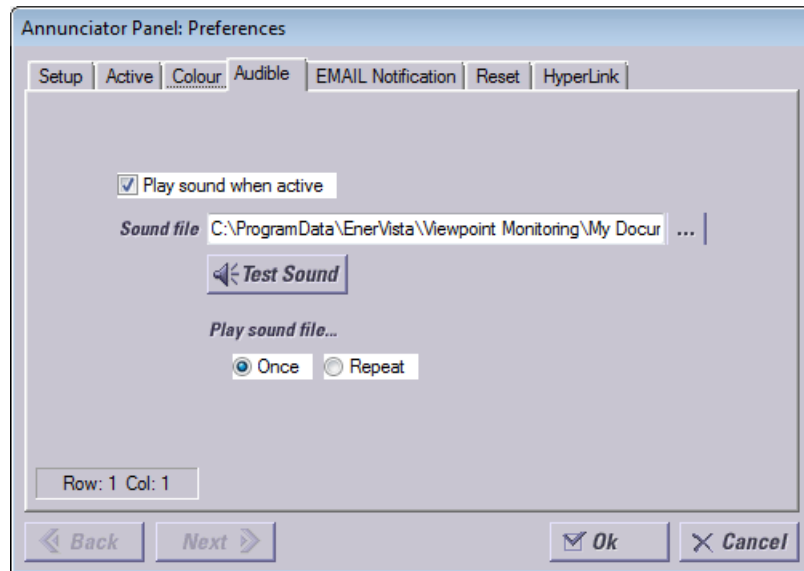 Annunciator Panel: Preferences
Setup Active Colour Audible EMAIL Notification Reset HyperLink
Play sound when active
Sound file C:\ProgramData\EnerVista\Viewpoint Monitoring\My Docur ...
Test Sound
Play sound file...
Once Repeat
Row: 1 Col: 1
Back Next Ok Cancel